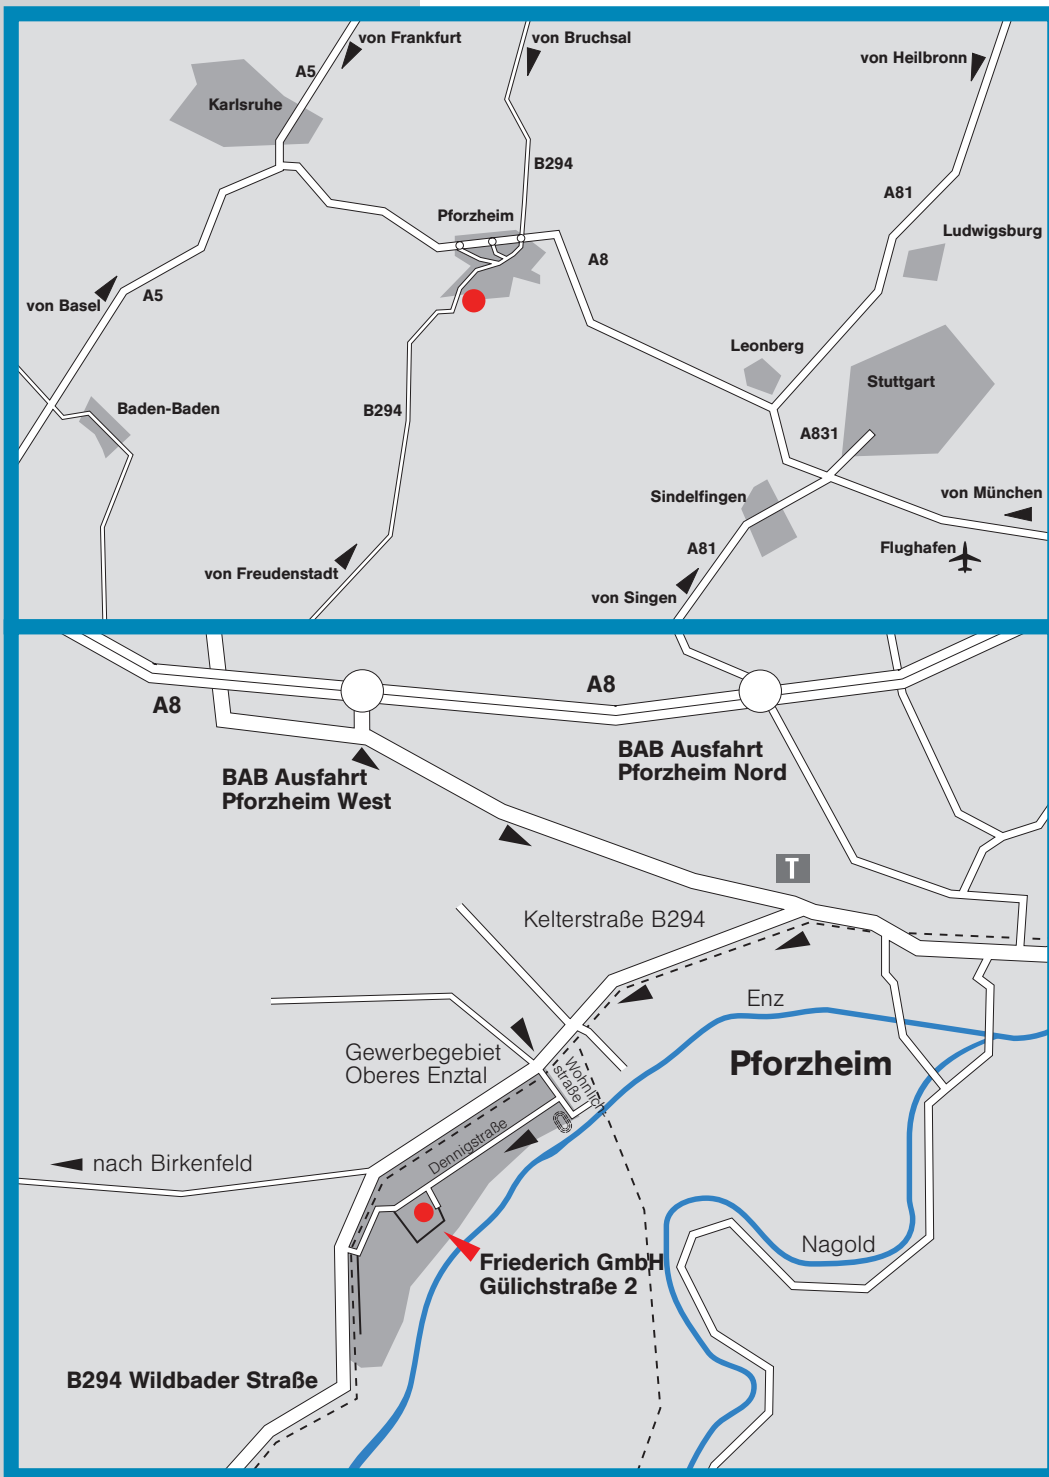 von Frankfurt
von Bruchsal
von Heilbronn
A5
Karlsruhe
B294
A81
Pforzheim
Ludwigsburg
A8
A5
von Basel
Leonberg
Stuttgart
Baden-Baden
B294
A831
Sindelfingen
von München
A81
Flughafen
von Freudenstadt
von Singen
A8
A8
BAB Ausfahrt
Pforzheim Nord
BAB Ausfahrt
Pforzheim West
T
Kelterstraße B294
Enz
Gewerbegebiet
Oberes Enztal
Pforzheim
Wohnlich-
straße
Dennigstraße
nach Birkenfeld
Nagold
Friederich GmbH
Gülichstraße 2
B294 Wildbader Straße